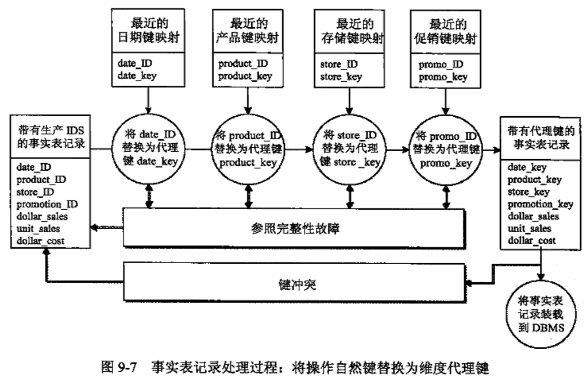 最近的
日期键映射
date_ID
date_key
最近的
产品键映射
product_ID
product_key
最近的
存储键映射
store_ID
store_key
最近的
促销键映射
promo_ID
promo_key
带有生产 IDS
的事实表记录
date_ID
product_ID
store_ID
promotion_ID
dollar_sales
unit_sales
dollar_cost
将 date_ID
替换为代理
键 date_key
将 product_ID
替换为代理键
product_key
将 store_ID
替换为代理
键 store_key
将 promo_ID
替换为代理键
promo_key
带有代理键的
事实表记录
date_key
product_key
store_key
promotion_key
dollar_sales
unit_sales
dollar_cost
参照完整性故障
键冲突
将事实表
记录装载
到 DBMS
图 9-7 事实表记录处理过程：将操作自然键替换为维度代理键